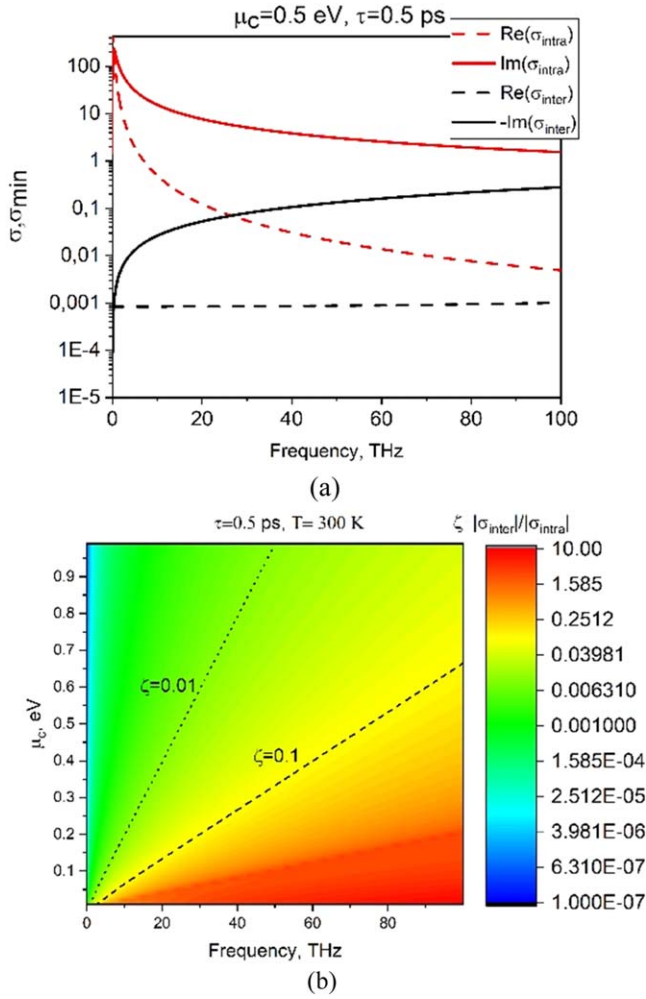 μc=0.5 eV, τ=0.5 ps
Re(σintra)
Im(σintra)
Re(σinter)
-Im(σinter)
σ,σmin
100
10
1
0,1
0,01
0,001
1E-4
1E-5
0
20
40
60
80
100
Frequency, THz
(a)
τ=0.5 ps, T= 300 K
ζ |σinter|/|σintra|
μc, eV
0.9
0.8
0.7
0.6
0.5
0.4
0.3
0.2
0.1
ζ=0.01
ζ=0.1
0
20
40
60
80
Frequency, THz
10.00
1.585
0.2512
0.03981
0.006310
0.001000
1.585E-04
2.512E-05
3.981E-06
6.310E-07
1.000E-07
(b)